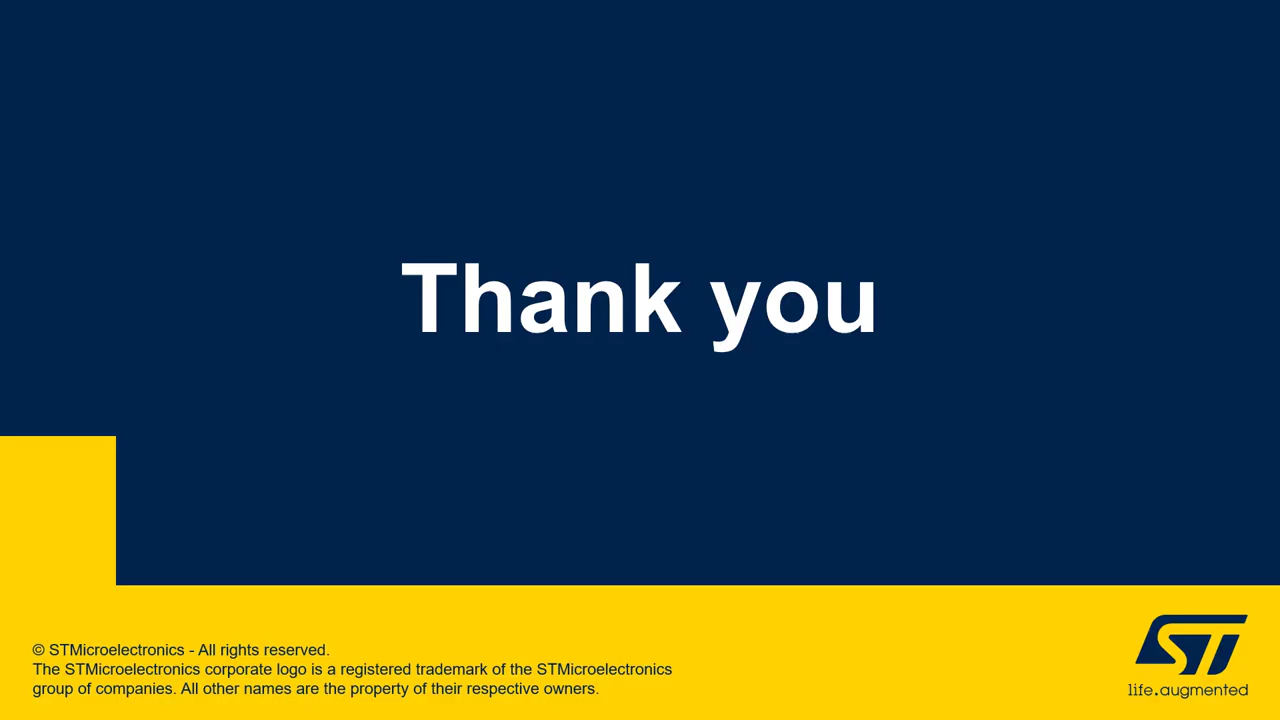 Thank you
© STMicroelectronics - All rights reserved.
The STMicroelectronics corporate logo is a registered trademark of the STMicroelectronics
group of companies. All other names are the property of their respective owners.
ST
life.augmented